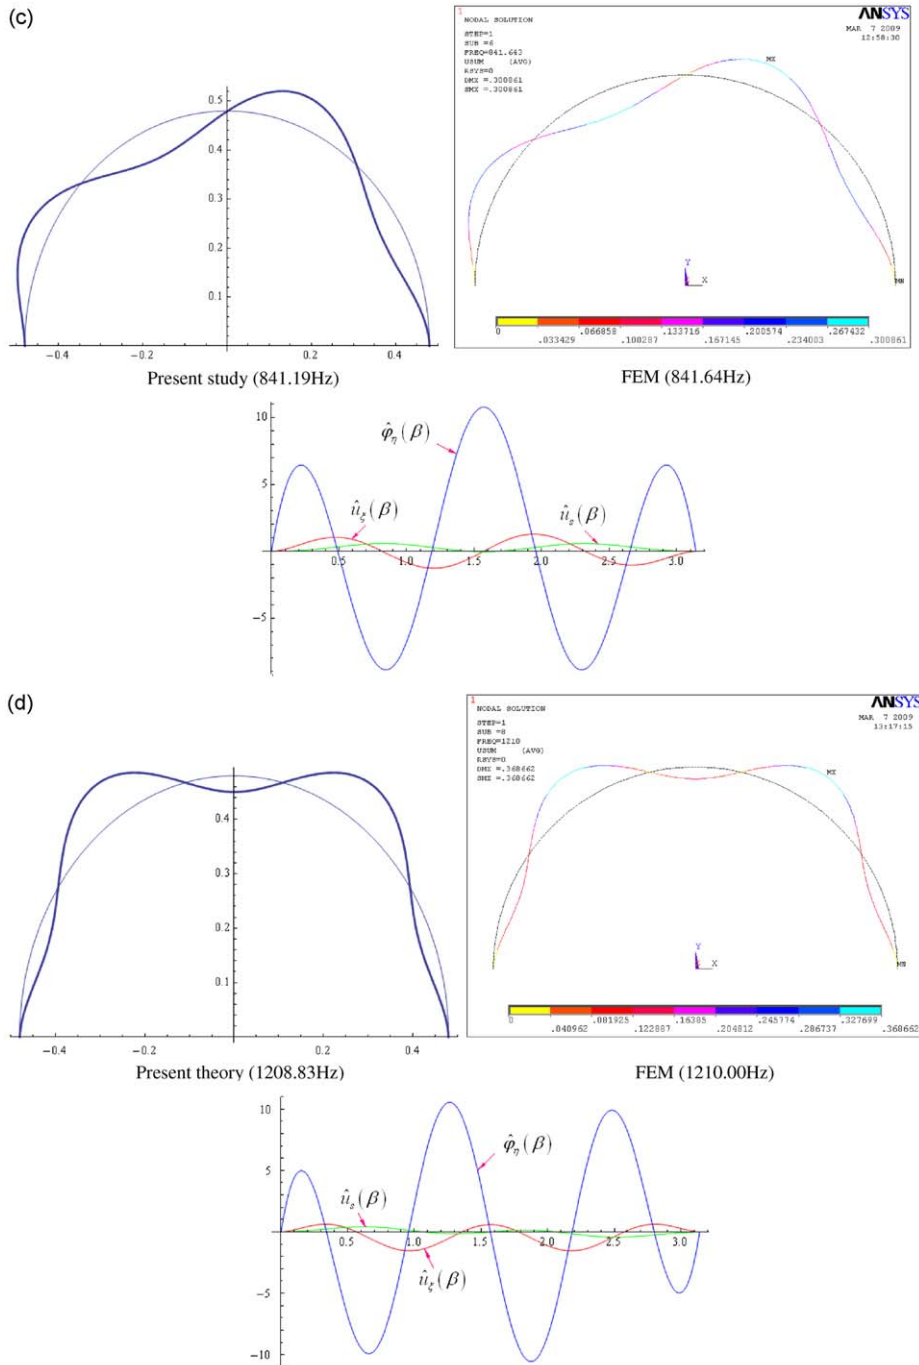 (c)
1
NODAL SOLUTION
STEP=1
SUB =6
FREQ=841.643
USUM (AVG)
RSYS=0
DMX =.300861
SMX =.300861
ANSYS
MAR 7 2009
12:58:30
MX
MN
Y
X
0.5
0.4
0.3
0.2
0.1
-0.4
-0.2
0.2
0.4
0 .066858 .133716 .200574 .267432
.033429 .100287 .167145 .234003 .300861
Present study (841.19Hz)
FEM (841.64Hz)
10
5
-5
0.5 1.0 1.5 2.0 2.5 3.0
φ̂η(β)
ûξ(β)
ûs(β)
(d)
1
NODAL SOLUTION
STEP=1
SUB =8
FREQ=1210
USUM (AVG)
RSYS=0
DMX =.368662
SMX =.368662
ANSYS
MAR 7 2009
13:17:15
MX
MN
Y
X
0.4
0.3
0.2
0.1
-0.4
-0.2
0.2
0.4
0 .081925 .16385 .245774 .327699
.040962 .122887 .204812 .286737 .368662
Present theory (1208.83Hz)
FEM (1210.00Hz)
10
5
-5
-10
0.5 1.0 1.5 2.0 2.5 3.0
φ̂η(β)
ûs(β)
ûξ(β)